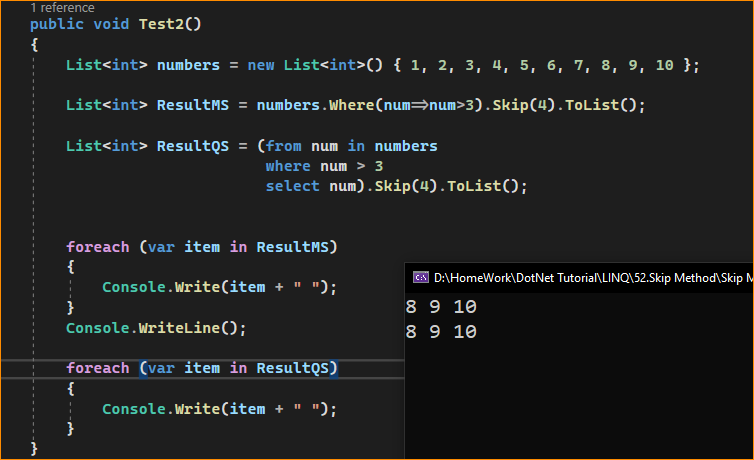 1 reference
public void Test2()
{
List<int> numbers = new List<int>() { 1, 2, 3, 4, 5, 6, 7, 8, 9, 10 };
List<int> ResultMS = numbers.Where(num=>num>3).Skip(4).ToList();
List<int> ResultQS = (from num in numbers
where num > 3
select num).Skip(4).ToList();
foreach (var item in ResultMS)
{
Console.Write(item + " ");
}
Console.WriteLine();
foreach (var item in ResultQS)
{
Console.Write(item + " ");
}
}
D:\HomeWork\DotNet Tutorial\LINQ\52.Skip Method\Skip M
8 9 10
8 9 10